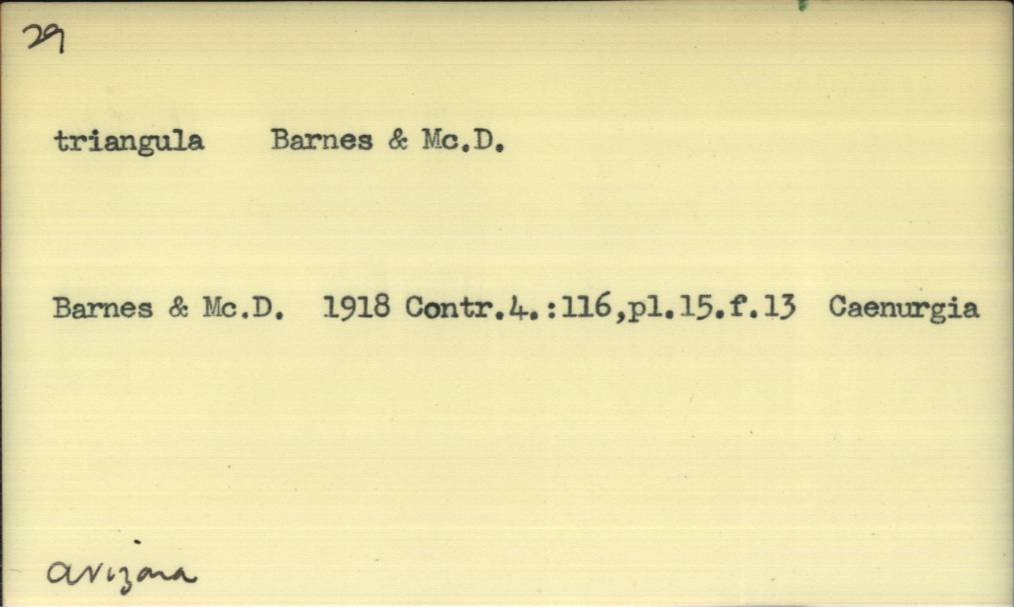 29
triangula Barnes & Mc.D.
Barnes & Mc.D. 1918 Contr.4.:116,pl.15.f.13 Caenurgia
Arizona